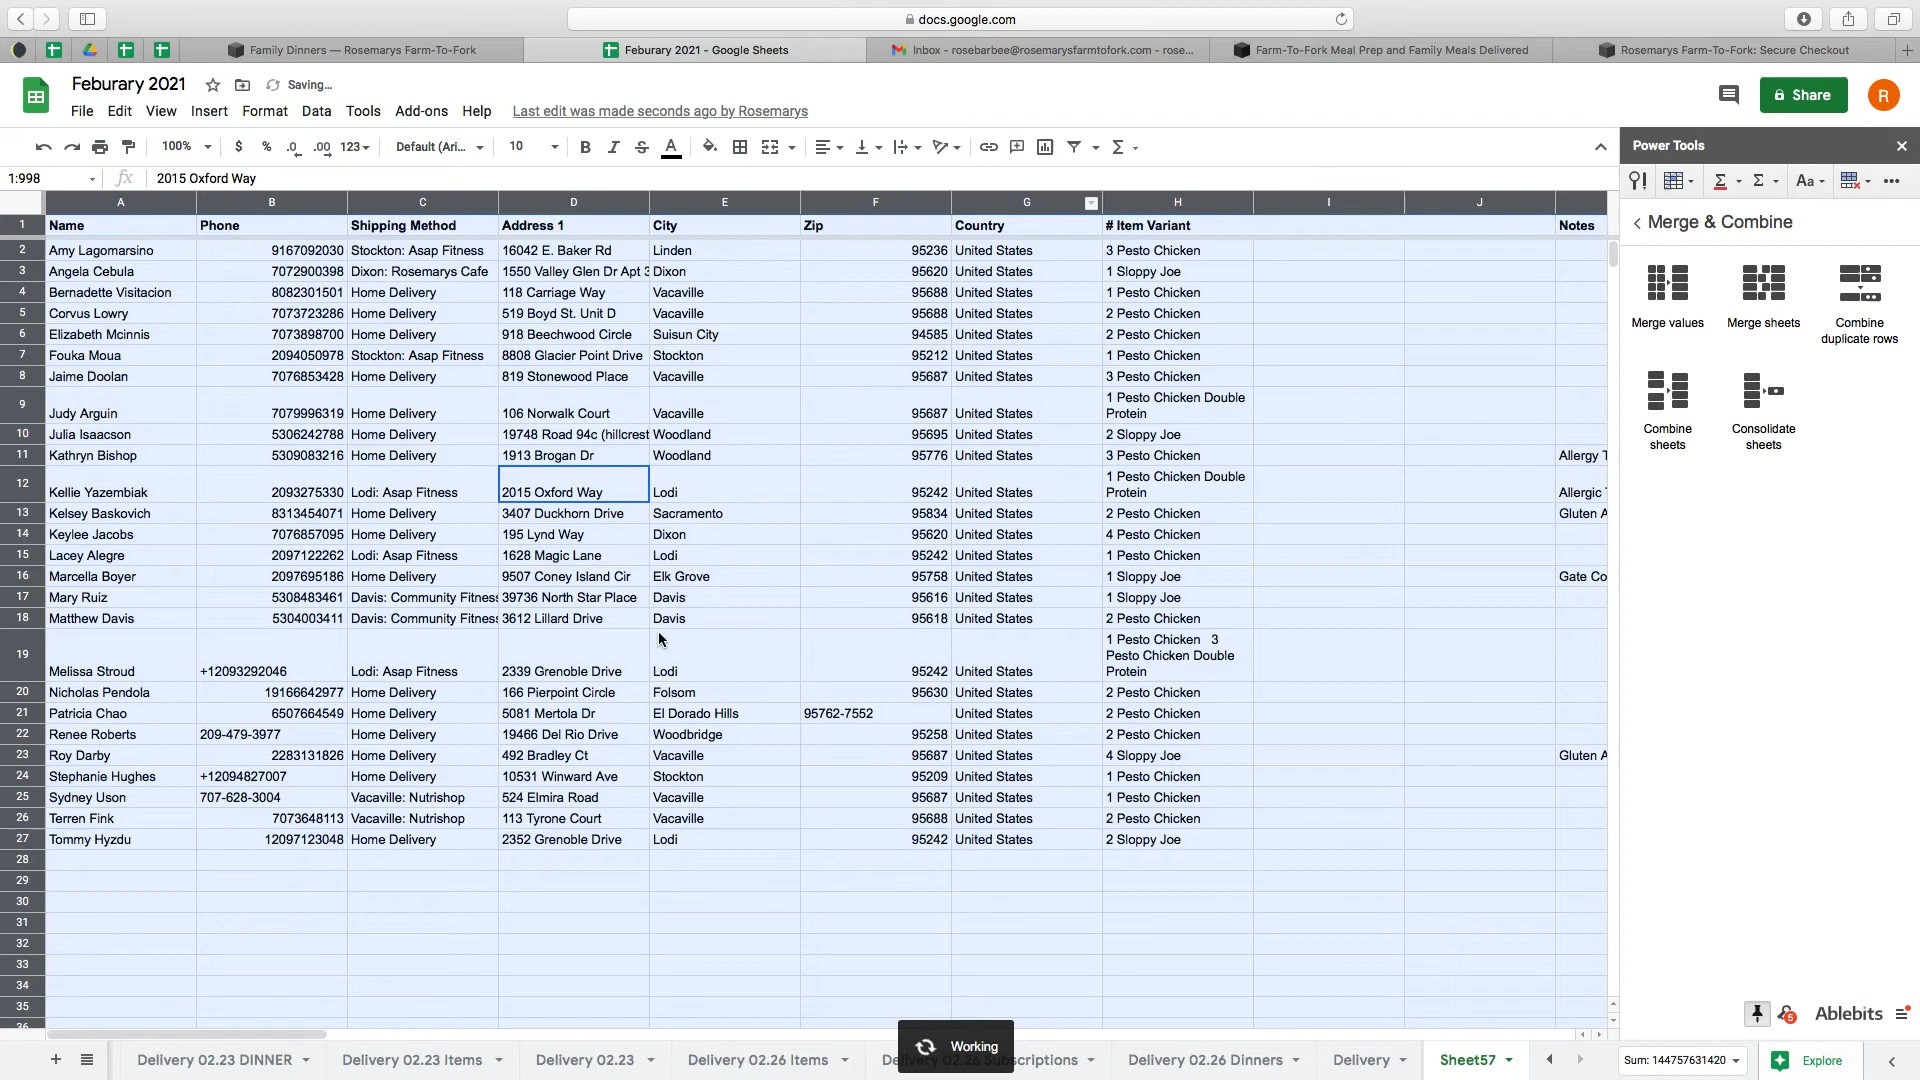 docs.google.com
Family Dinners — Rosemarys Farm-To-Fork
Feburary 2021 - Google Sheets
Inbox - rosebarbee@rosemarysfarmtofork.com - rose...
Farm-To-Fork Meal Prep and Family Meals Delivered
Rosemarys Farm-To-Fork: Secure Checkout
Feburary 2021 Saving...
File Edit View Insert Format Data Tools Add-ons Help Last edit was made seconds ago by Rosemarys
Share
R
100% $ % .0 .00 123 Default (Ari... 10 B I S A
Power Tools
1:998 fx 2015 Oxford Way
A B C D E F G H I J
Merge & Combine
Merge values
Merge sheets
Combine duplicate rows
Combine sheets
Consolidate sheets
1 Name Phone Shipping Method Address 1 City Zip Country # Item Variant Notes
2 Amy Lagomarsino 9167092030 Stockton: Asap Fitness 16042 E. Baker Rd Linden 95236 United States 3 Pesto Chicken
3 Angela Cebula 7072900398 Dixon: Rosemarys Cafe 1550 Valley Glen Dr Apt 3 Dixon 95620 United States 1 Sloppy Joe
4 Bernadette Visitacion 8082301501 Home Delivery 118 Carriage Way Vacaville 95688 United States 1 Pesto Chicken
5 Corvus Lowry 7073723286 Home Delivery 519 Boyd St. Unit D Vacaville 95688 United States 2 Pesto Chicken
6 Elizabeth Mcinnis 7073898700 Home Delivery 918 Beechwood Circle Suisun City 94585 United States 2 Pesto Chicken
7 Fouka Moua 2094050978 Stockton: Asap Fitness 8808 Glacier Point Drive Stockton 95212 United States 1 Pesto Chicken
8 Jaime Doolan 7076853428 Home Delivery 819 Stonewood Place Vacaville 95687 United States 3 Pesto Chicken
9 Judy Arguin 7079996319 Home Delivery 106 Norwalk Court Vacaville 95687 United States 1 Pesto Chicken Double Protein
10 Julia Isaacson 5306242788 Home Delivery 19748 Road 94c (hillcrest Woodland 95695 United States 2 Sloppy Joe
11 Kathryn Bishop 5309083216 Home Delivery 1913 Brogan Dr Woodland 95776 United States 3 Pesto Chicken Allergy T
12 Kellie Yazembiak 2093275330 Lodi: Asap Fitness 2015 Oxford Way Lodi 95242 United States 1 Pesto Chicken Double Protein Allergic
13 Kelsey Baskovich 8313454071 Home Delivery 3407 Duckhorn Drive Sacramento 95834 United States 2 Pesto Chicken Gluten A
14 Keylee Jacobs 7076857095 Home Delivery 195 Lynd Way Dixon 95620 United States 4 Pesto Chicken
15 Lacey Alegre 2097122262 Lodi: Asap Fitness 1628 Magic Lane Lodi 95242 United States 1 Pesto Chicken
16 Marcella Boyer 2097695186 Home Delivery 9507 Coney Island Cir Elk Grove 95758 United States 1 Sloppy Joe Gate Co
17 Mary Ruiz 5308483461 Davis: Community Fitness 39736 North Star Place Davis 95616 United States 1 Sloppy Joe
18 Matthew Davis 5304003411 Davis: Community Fitness 3612 Lillard Drive Davis 95618 United States 2 Pesto Chicken
19 Melissa Stroud +12093292046 Lodi: Asap Fitness 2339 Grenoble Drive Lodi 95242 United States 1 Pesto Chicken 3 Pesto Chicken Double Protein
20 Nicholas Pendola 19166642977 Home Delivery 166 Pierpoint Circle Folsom 95630 United States 2 Pesto Chicken
21 Patricia Chao 6507664549 Home Delivery 5081 Mertola Dr El Dorado Hills 95762-7552 United States 2 Pesto Chicken
22 Renee Roberts 209-479-3977 Home Delivery 19466 Del Rio Drive Woodbridge 95258 United States 2 Pesto Chicken
23 Roy Darby 2283131826 Home Delivery 492 Bradley Ct Vacaville 95687 United States 4 Sloppy Joe Gluten A
24 Stephanie Hughes +12094827007 Home Delivery 10531 Winward Ave Stockton 95209 United States 1 Pesto Chicken
25 Sydney Uson 707-628-3004 Vacaville: Nutrishop 524 Elmira Road Vacaville 95687 United States 1 Pesto Chicken
26 Terren Fink 7073648113 Vacaville: Nutrishop 113 Tyrone Court Vacaville 95688 United States 2 Pesto Chicken
27 Tommy Hyzdu 12097123048 Home Delivery 2352 Grenoble Drive Lodi 95242 United States 2 Sloppy Joe
28
29
30
31
32
33
34
35
36
5 Ablebits
Working
Delivery 02.23 DINNER Delivery 02.23 Items Delivery 02.23 Delivery 02.26 Items Delivery 02.26 Subscriptions Delivery 02.26 Dinners Delivery Sheet57 Sum: 144757631420 Explore